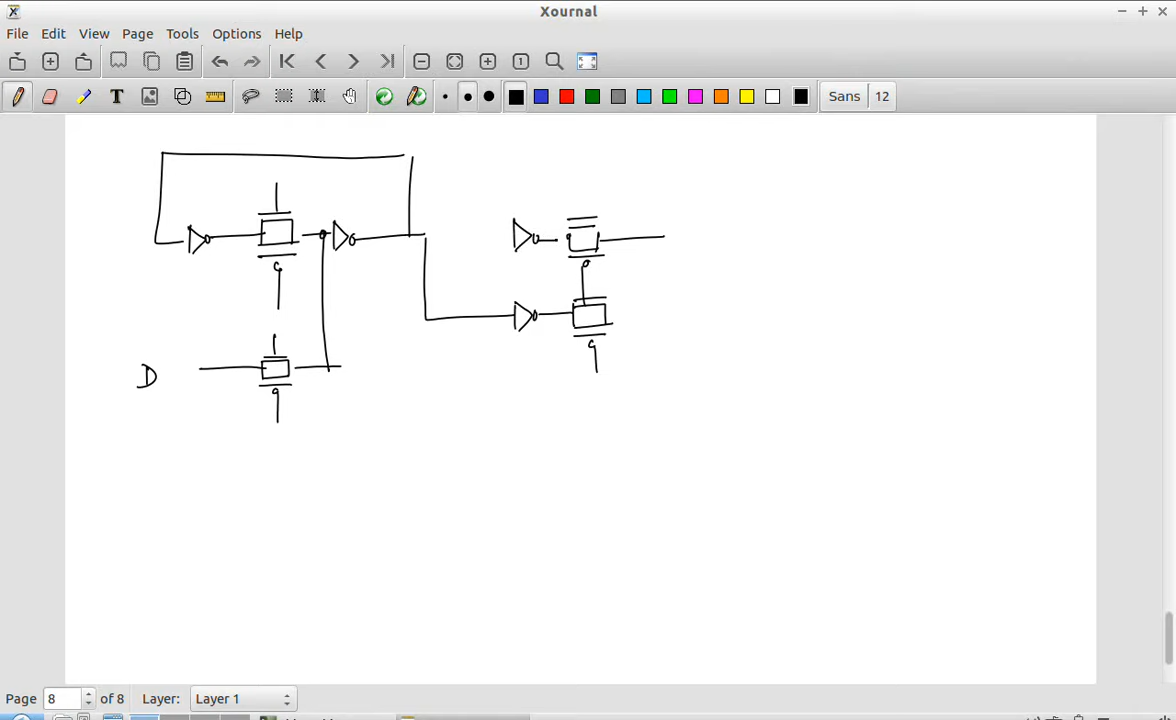 Xournal
File Edit View Page Tools Options Help
Sans 12
D
Page 8 of 8 Layer: Layer 1